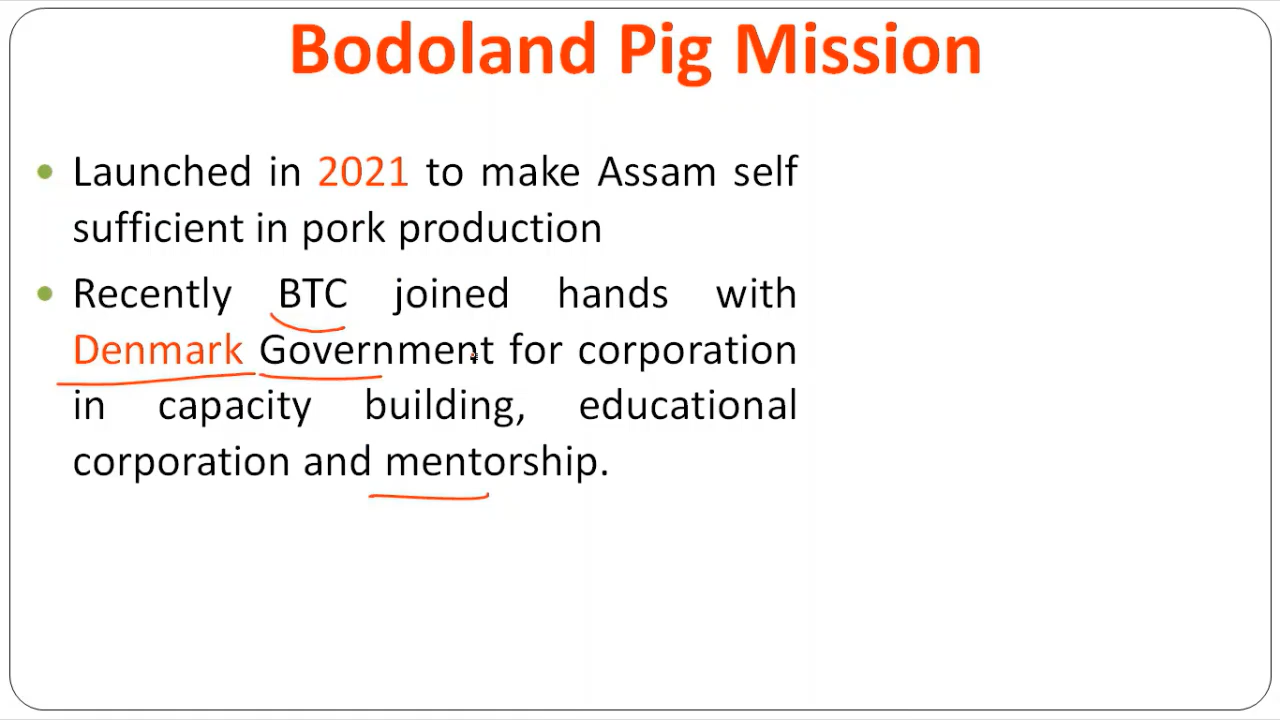 Bodoland Pig Mission
• Launched in 2021 to make Assam self
sufficient in pork production
• Recently BTC joined hands with
Denmark Government for corporation
in capacity building, educational
corporation and mentorship.